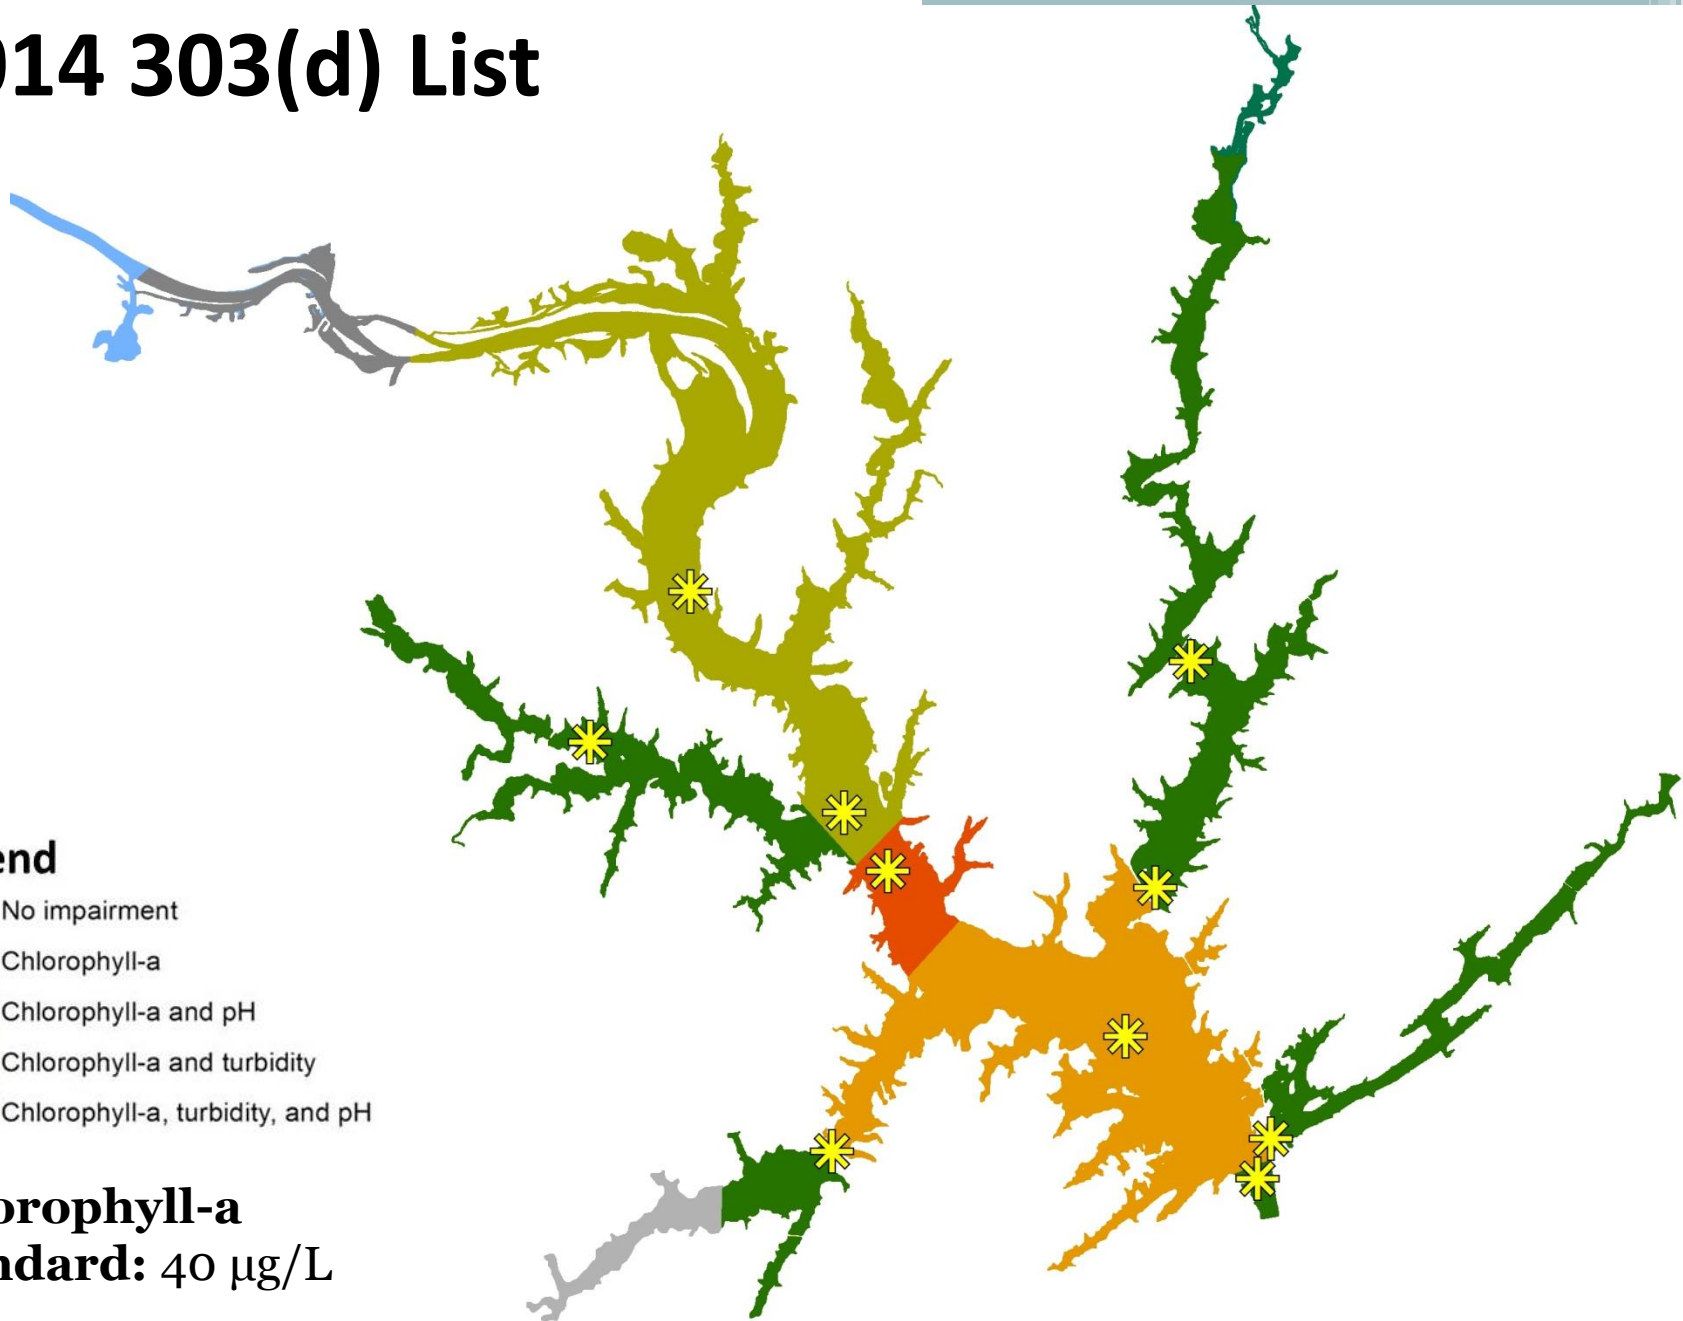 014 303(d) List
end
No impairment
Chlorophyll-a
Chlorophyll-a and pH
Chlorophyll-a and turbidity
Chlorophyll-a, turbidity, and pH
orophyll-a
ndard: 40 µg/L